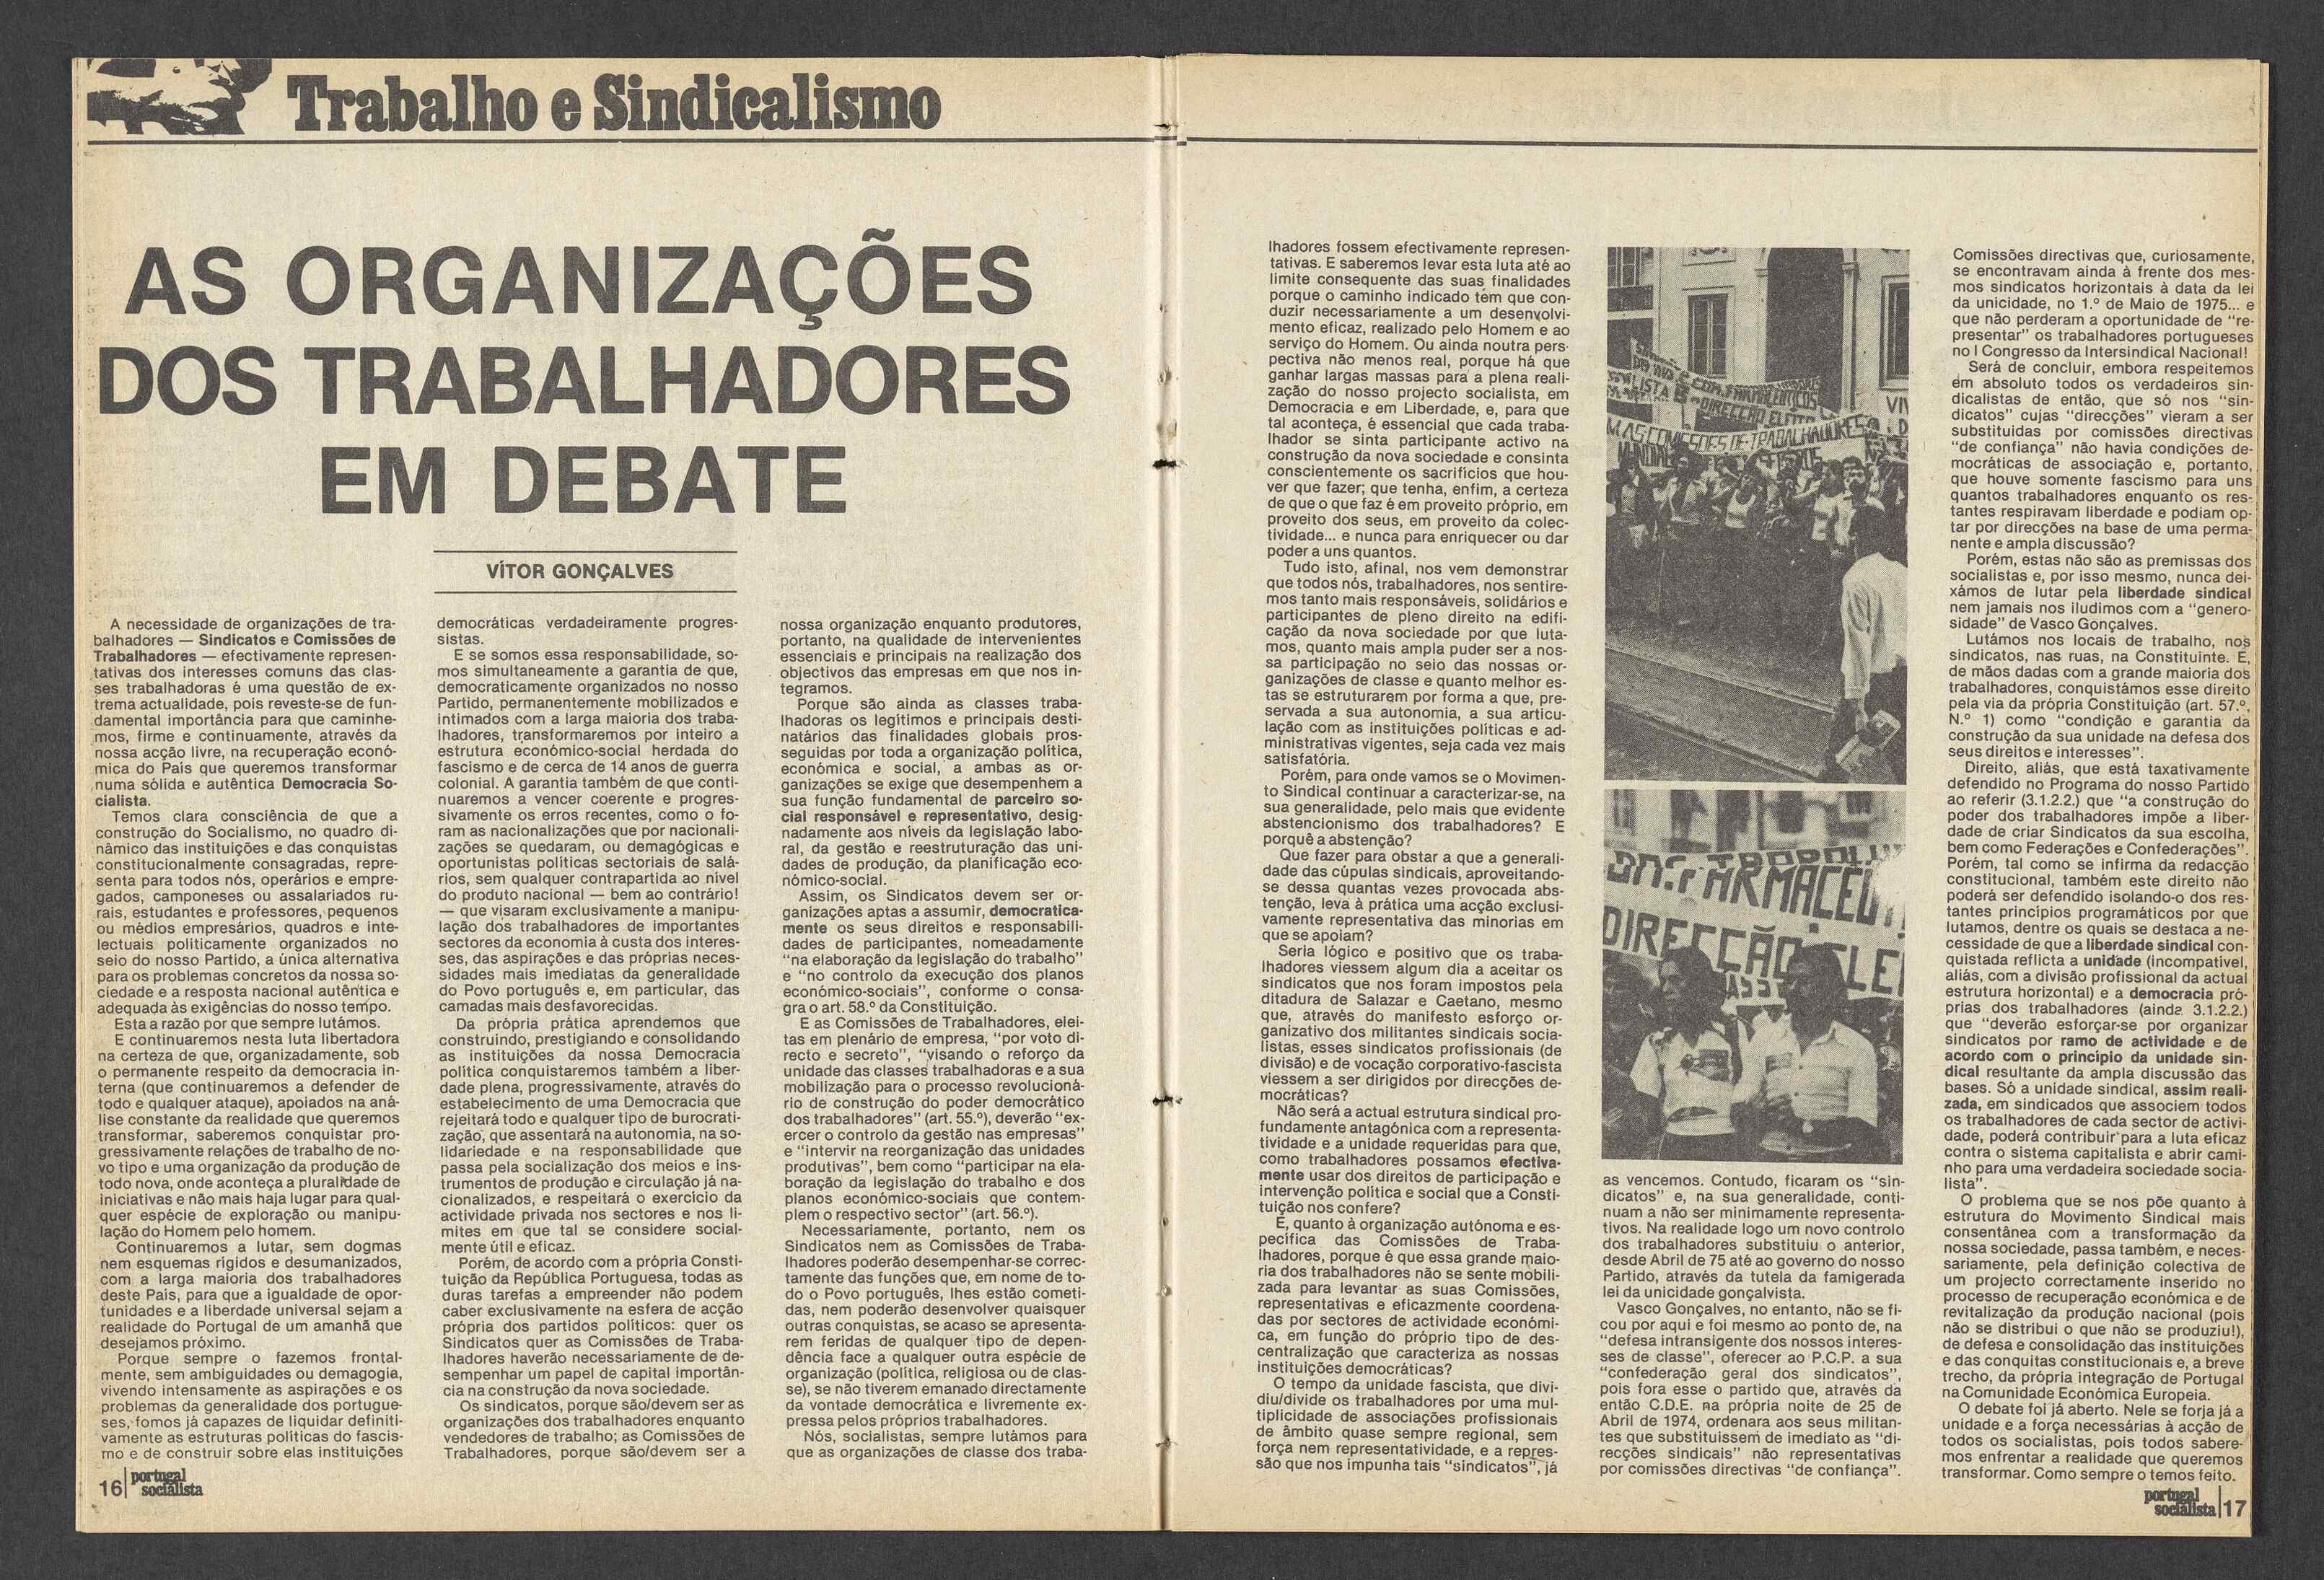 Trabalho e Sindicalismo
AS ORGANIZAÇÕES
DOS TRABALHADORES
EM DEBATE
VÍTOR GONÇALVES
A necessidade de organizações de tra-
balhadores — Sindicatos e Comissões de
Trabalhadores — efectivamente represen-
tativas dos interesses comuns das clas-
ses trabalhadoras é uma questão de ex-
trema actualidade, pois reveste-se de fun-
damental importância para que caminhe-
mos, firme e continuamente, através da
nossa acção livre, na recuperação econó-
mica do País que queremos transformar
numa sólida e autêntica Democracia So-
cialista.
Temos clara consciência de que a
construção do Socialismo, no quadro di-
nâmico das instituições e das conquistas
constitucionalmente consagradas, repre-
senta para todos nós, operários e empre-
gados, camponeses ou assalariados ru-
rais, estudantes e professores, pequenos
ou médios empresários, quadros e inte-
lectuais politicamente organizados no
seio do nosso Partido, a única alternativa
para os problemas concretos da nossa so-
ciedade e a resposta nacional autêntica e
adequada às exigências do nosso tempo.
Esta a razão por que sempre lutámos.
E continuaremos nesta luta libertadora
na certeza de que, organizadamente, sob
o permanente respeito da democracia in-
terna (que continuaremos a defender de
todo e qualquer ataque), apoiados na aná-
lise constante da realidade que queremos
transformar, saberemos conquistar pro-
gressivamente relações de trabalho de no-
vo tipo e uma organização da produção de
todo nova, onde aconteça a pluralidade de
iniciativas e não mais haja lugar para qual-
quer espécie de exploração ou manipu-
lação do Homem pelo homem.
Continuaremos a lutar, sem dogmas
nem esquemas rígidos e desumanizados,
com a larga maioria dos trabalhadores
deste País, para que a igualdade de opor-
tunidades e a liberdade universal sejam a
realidade do Portugal de um amanhã que
desejamos próximo.
Porque sempre o fazemos frontal-
mente, sem ambiguidades ou demagogia,
vivendo intensamente as aspirações e os
problemas da generalidade dos portugue-
ses, fomos já capazes de liquidar definiti-
vamente as estruturas políticas do fascis-
mo e de construir sobre elas instituições
democráticas verdadeiramente progres-
sistas.
E se somos essa responsabilidade, so-
mos simultaneamente a garantia de que,
democraticamente organizados no nosso
Partido, permanentemente mobilizados e
intimados com a larga maioria dos traba-
lhadores, transformaremos por inteiro a
estrutura económico-social herdada do
fascismo e de cerca de 14 anos de guerra
colonial. A garantia também de que conti-
nuaremos a vencer coerente e progres-
sivamente os erros recentes, como o fo-
ram as nacionalizações que por nacionali-
zações se quedaram, ou demagógicas e
oportunistas políticas sectoriais de salá-
rios, sem qualquer contrapartida ao nível
do produto nacional — bem ao contrário!
— que visaram exclusivamente a manipu-
lação dos trabalhadores de importantes
sectores da economia à custa dos interes-
ses, das aspirações e das próprias neces-
sidades mais imediatas da generalidade
do Povo português e, em particular, das
camadas mais desfavorecidas.
Da própria prática aprendemos que
construindo, prestigiando e consolidando
as instituições da nossa Democracia
política conquistaremos também a liber-
dade plena, progressivamente, através do
estabelecimento de uma Democracia que
rejeitará todo e qualquer tipo de burocrati-
zação, que assentará na autonomia, na so-
lidariedade e na responsabilidade que
passa pela socialização dos meios e ins-
trumentos de produção e circulação já na-
cionalizados, e respeitará o exercício da
actividade privada nos sectores e nos li-
mites em que tal se considere social-
mente útil e eficaz.
Porém, de acordo com a própria Consti-
tuição da República Portuguesa, todas as
duras tarefas a empreender não podem
caber exclusivamente na esfera de acção
própria dos partidos políticos: quer os
Sindicatos quer as Comissões de Traba-
lhadores haverão necessariamente de de-
sempenhar um papel de capital importân-
cia na construção da nova sociedade.
Os sindicatos, porque são/devem ser as
organizações dos trabalhadores enquanto
vendedores de trabalho; as Comissões de
Trabalhadores, porque são/devem ser a
nossa organização enquanto produtores,
portanto, na qualidade de intervenientes
essenciais e principais na realização dos
objectivos das empresas em que nos in-
tegramos.
Porque são ainda as classes traba-
lhadoras os legítimos e principais desti-
natários das finalidades globais pros-
seguidas por toda a organização política,
económica e social, a ambas as or-
ganizações se exige que desempenhem a
sua função fundamental de parceiro so-
cial responsável e representativo, desig-
nadamente aos níveis da legislação labo-
ral, da gestão e reestruturação das uni-
dades de produção, da planificação eco-
nómico-social.
Assim, os Sindicatos devem ser or-
ganizações aptas a assumir, democratica-
mente os seus direitos e responsabili-
dades de participantes, nomeadamente
"na elaboração da legislação do trabalho"
e "no controlo da execução dos planos
económico-sociais", conforme o consa-
gra o art. 58.º da Constituição.
E as Comissões de Trabalhadores, elei-
tas em plenário de empresa, "por voto di-
recto e secreto", "visando o reforço da
unidade das classes trabalhadoras e a sua
mobilização para o processo revolucioná-
rio de construção do poder democrático
dos trabalhadores" (art. 55.º), deverão "ex-
ercer o controlo da gestão nas empresas"
e "intervir na reorganização das unidades
produtivas", bem como "participar na ela-
boração da legislação do trabalho e dos
planos económico-sociais que contem-
plem o respectivo sector" (art. 56.º).
Necessariamente, portanto, nem os
Sindicatos nem as Comissões de Traba-
lhadores poderão desempenhar-se correc-
tamente das funções que, em nome de to-
do o Povo português, lhes estão cometi-
das, nem poderão desenvolver quaisquer
outras conquistas, se acaso se apresenta-
rem feridas de qualquer tipo de depen-
dência face a qualquer outra espécie de
organização (política, religiosa ou de clas-
se), se não tiverem emanado directamente
da vontade democrática e livremente ex-
pressa pelos próprios trabalhadores.
Nós, socialistas, sempre lutámos para
que as organizações de classe dos traba-
16 portugal
socialista
lhadores fossem efectivamente represen-
tativas. E saberemos levar esta luta até ao
limite consequente das suas finalidades
porque o caminho indicado têm que con-
duzir necessariamente a um desenvolvi-
mento eficaz, realizado pelo Homem e ao
serviço do Homem. Ou ainda noutra pers-
pectiva não menos real, porque há que
ganhar largas massas para a plena reali-
zação do nosso projecto socialista, em
Democracia e em Liberdade, e, para que
tal aconteça, é essencial que cada traba-
lhador se sinta participante activo na
construção da nova sociedade e consinta
conscientemente os sacrifícios que hou-
ver que fazer; que tenha, enfim, a certeza
de que o que faz é em proveito próprio, em
proveito dos seus, em proveito da colec-
tividade... e nunca para enriquecer ou dar
poder a uns quantos.
Tudo isto, afinal, nos vem demonstrar
que todos nós, trabalhadores, nos sentire-
mos tanto mais responsáveis, solidários e
participantes de pleno direito na edifi-
cação da nova sociedade por que luta-
mos, quanto mais ampla puder ser a nos-
sa participação no seio das nossas or-
ganizações de classe e quanto melhor es-
tas se estruturarem por forma a que, pre-
servada a sua autonomia, a sua articu-
lação com as instituições políticas e ad-
ministrativas vigentes, seja cada vez mais
satisfatória.
Porém, para onde vamos se o Movimen-
to Sindical continuar a caracterizar-se, na
sua generalidade, pelo mais que evidente
abstencionismo dos trabalhadores? E
porquê a abstenção?
Que fazer para obstar a que a generali-
dade das cúpulas sindicais, aproveitando-
se dessa quantas vezes provocada abs-
tenção, leva à prática uma acção exclusi-
vamente representativa das minorias em
que se apoiam?
Seria lógico e positivo que os traba-
lhadores viessem algum dia a aceitar os
sindicatos que nos foram impostos pela
ditadura de Salazar e Caetano, mesmo
que, através do manifesto esforço or-
ganizativo dos militantes sindicais socia-
listas, esses sindicatos profissionais (de
divisão) e de vocação corporativo-fascista
viessem a ser dirigidos por direcções de-
mocráticas?
Não será a actual estrutura sindical pro-
fundamente antagónica com a representa-
tividade e a unidade requeridas para que,
como trabalhadores possamos efectiva-
mente usar dos direitos de participação e
intervenção política e social que a Consti-
tuição nos confere?
E, quanto à organização autónoma e es-
pecífica das Comissões de Traba-
lhadores, porque é que essa grande maio-
ria dos trabalhadores não se sente mobili-
zada para levantar as suas Comissões,
representativas e eficazmente coordena-
das por sectores de actividade económi-
ca, em função do próprio tipo de des-
centralização que caracteriza as nossas
instituições democráticas?
O tempo da unidade fascista, que divi-
diu/divide os trabalhadores por uma mul-
tiplicidade de associações profissionais
de âmbito quase sempre regional, sem
força nem representatividade, e a repres-
são que nos impunha tais "sindicatos", já
COM. FARMACEUTICOS
DIRECÇÃO ELEITA
M.AS COMISSOES DE TRABALHADORES
MUNDIAL
VI
FARMACEU
DIRECÇÃO ELEI
as vencemos. Contudo, ficaram os "sin-
dicatos" e, na sua generalidade, conti-
nuam a não ser minimamente representa-
tivos. Na realidade logo um novo controlo
dos trabalhadores substituiu o anterior,
desde Abril de 75 até ao governo do nosso
Partido, através da tutela da famigerada
lei da unicidade gonçalvista.
Vasco Gonçalves, no entanto, não se fi-
cou por aqui e foi mesmo ao ponto de, na
"defesa intransigente dos nossos interes-
ses de classe", oferecer ao P.C.P. a sua
"confederação geral dos sindicatos",
pois fora esse o partido que, através da
então C.D.E. na própria noite de 25 de
Abril de 1974, ordenara aos seus militan-
tes que substituissem de imediato as "di-
recções sindicais" não representativas
por comissões directivas "de confiança".
Comissões directivas que, curiosamente,
se encontravam ainda à frente dos mes-
mos sindicatos horizontais à data da lei
da unicidade, no 1.º de Maio de 1975... e
que não perderam a oportunidade de "re-
presentar" os trabalhadores portugueses
no I Congresso da Intersindical Nacional!
Será de concluir, embora respeitemos
em absoluto todos os verdadeiros sin-
dicalistas de então, que só nos "sin-
dicatos" cujas "direcções" vieram a ser
substituidas por comissões directivas
"de confiança" não havia condições de-
mocráticas de associação e, portanto,
que houve somente fascismo para uns
quantos trabalhadores enquanto os res-
tantes respiravam liberdade e podiam op-
tar por direcções na base de uma perma-
nente e ampla discussão?
Porém, estas não são as premissas dos
socialistas e, por isso mesmo, nunca dei-
xámos de lutar pela liberdade sindical
nem jamais nos iludimos com a "genero-
sidade" de Vasco Gonçalves.
Lutámos nos locais de trabalho, nos
sindicatos, nas ruas, na Constituinte. E,
de mãos dadas com a grande maioria dos
trabalhadores, conquistámos esse direito
pela via da própria Constituição (art. 57.º,
N.º 1) como "condição e garantia da
construção da sua unidade na defesa dos
seus direitos e interesses".
Direito, aliás, que está taxativamente
defendido no Programa do nosso Partido
ao referir (3.1.2.2.) que "a construção do
poder dos trabalhadores impõe a liber-
dade de criar Sindicatos da sua escolha,
bem como Federações e Confederações".
Porém, tal como se infirma da redacção
constitucional, também este direito não
poderá ser defendido isolando-o dos res-
tantes princípios programáticos por que
lutamos, dentre os quais se destaca a ne-
cessidade de que a liberdade sindical con-
quistada reflicta a unidade (incompatível,
aliás, com a divisão profissional da actual
estrutura horizontal) e a democracia pró-
prias dos trabalhadores (ainda 3.1.2.2.)
que "deverão esforçar-se por organizar
sindicatos por ramo de actividade e de
acordo com o princípio da unidade sin-
dical resultante da ampla discussão das
bases. Só a unidade sindical, assim reali-
zada, em sindicados que associem todos
os trabalhadores de cada sector de activi-
dade, poderá contribuir para a luta eficaz
contra o sistema capitalista e abrir cami-
nho para uma verdadeira sociedade socia-
lista".
O problema que se nos põe quanto à
estrutura do Movimento Sindical mais
consentânea com a transformação da
nossa sociedade, passa também, e neces-
sariamente, pela definição colectiva de
um projecto correctamente inserido no
processo de recuperação económica e de
revitalização da produção nacional (pois
não se distribui o que não se produziu!),
de defesa e consolidação das instituições
e das conquitas constitucionais e, a breve
trecho, da própria integração de Portugal
na Comunidade Económica Europeia.
O debate foi já aberto. Nele se forja já a
unidade e a força necessárias à acção de
todos os socialistas, pois todos sabere-
mos enfrentar a realidade que queremos
transformar. Como sempre o temos feito.
portugal
socialista 17